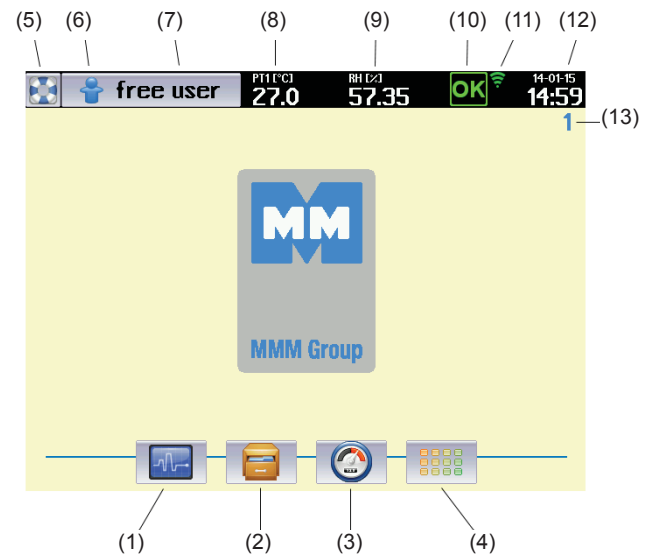 (5) (6) (7) (8) (9) (10) (11) (12)
free user PT1 [°C] 27.0 RH [%] 57.35 OK 14-01-15 14:59
1 (13)
MM
MMM Group
(1) (2) (3) (4)